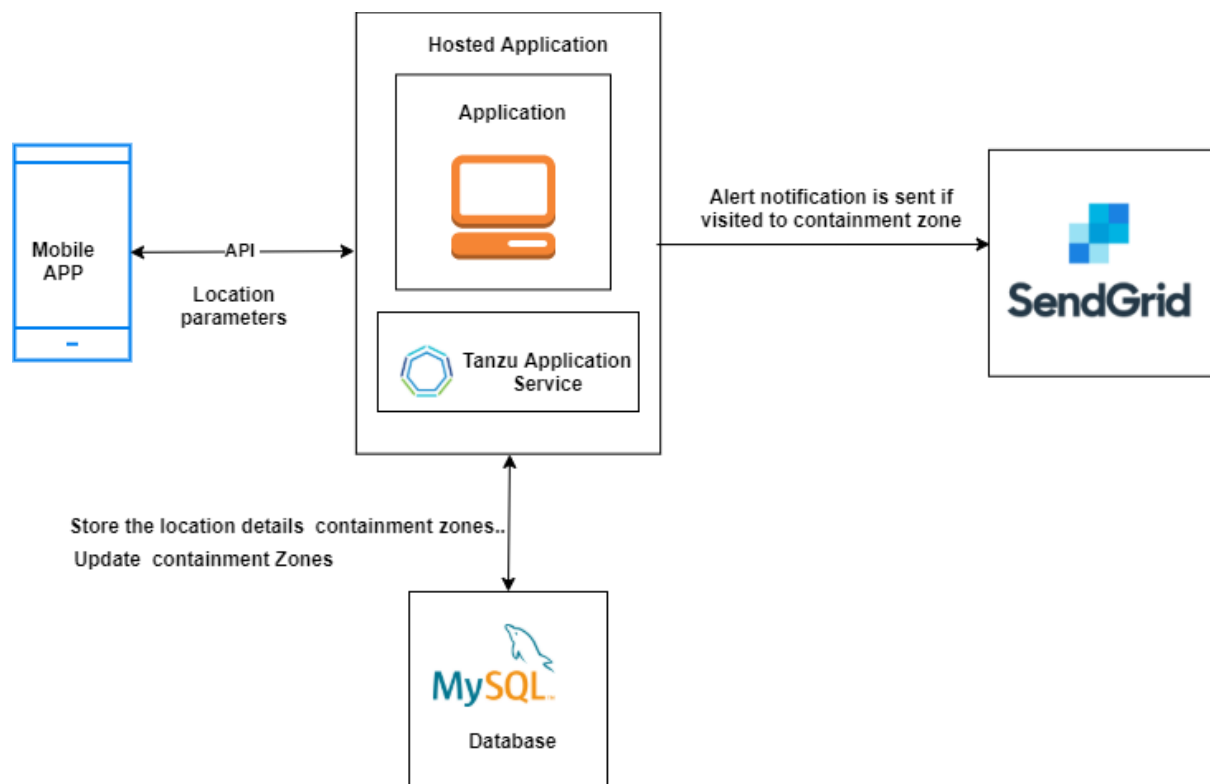 Hosted Application
Application
Mobile
APP
API
Location
parameters
Tanzu Application
Service
Alert notification is sent if
visited to containment zone
SendGrid
Store the location details  containment zones..
Update  containment Zones
MySQL
Database